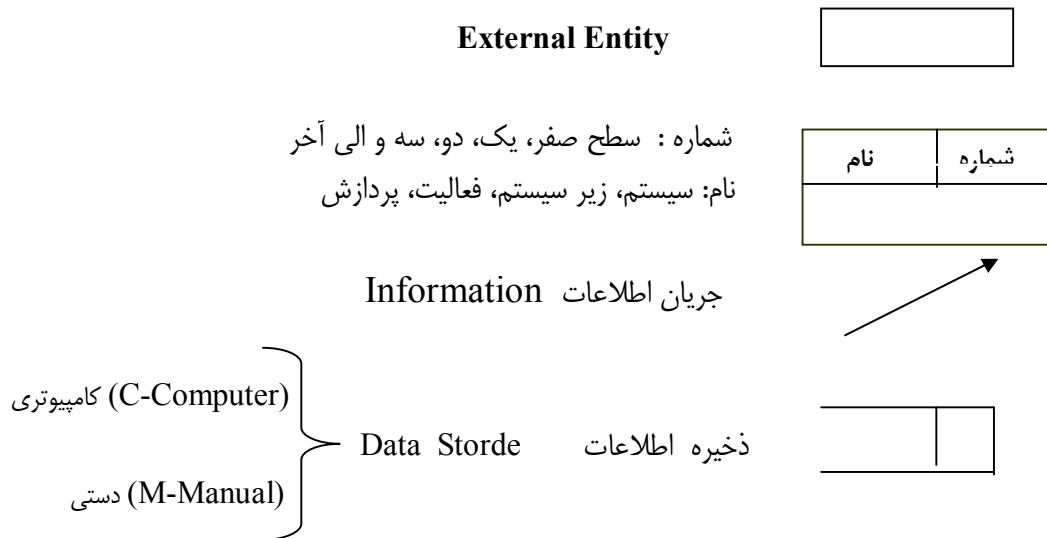 External Entity
شماره : سطح صفر، یک، دو، سه و الی آخر
شماره
نام
نام: سیستم، زیر سیستم، فعالیت، پردازش
جریان اطلاعات Information
کامپیوتری (C-Computer)
ذخیره اطلاعات Data Storde
دستی (M-Manual)